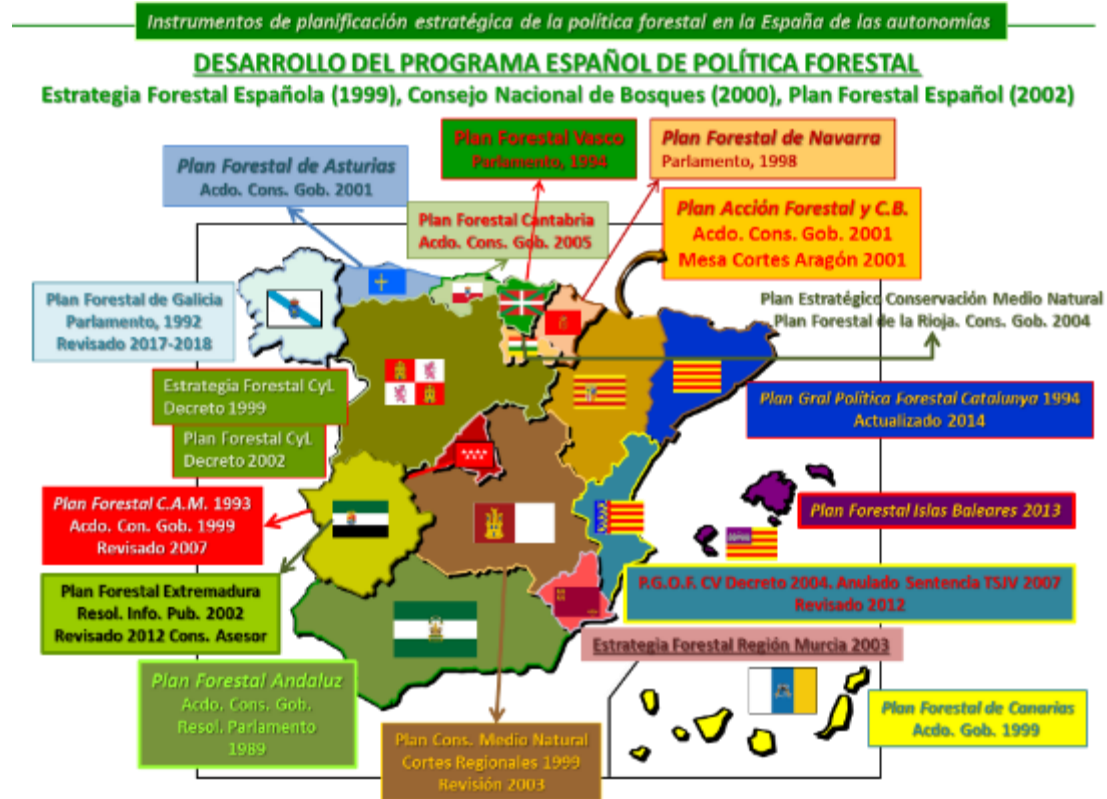 Instrumentos de planificación estratégica de la política forestal en la España de las autonomías
DESARROLLO DEL PROGRAMA ESPAÑOL DE POLÍTICA FORESTAL
Estrategia Forestal Española (1999), Consejo Nacional de Bosques (2000), Plan Forestal Español (2002)
Plan Forestal de Asturias
Acdo. Cons. Gob. 2001
Plan Forestal Vasco
Parlamento, 1994
Plan Forestal de Navarra
Parlamento, 1998
Plan Forestal Cantabria
Acdo. Cons. Gob. 2005
Plan Acción Forestal y C.B.
Acdo. Cons. Gob. 2001
Mesa Cortes Aragón 2001
Plan Forestal de Galicia
Parlamento, 1992
Revisado 2017-2018
Plan Estratégico Conservación Medio Natural
Plan Forestal de la Rioja. Cons. Gob. 2004
Estrategia Forestal CyL
Decreto 1999
Plan Forestal CyL
Decreto 2002
Plan Gral Política Forestal Catalunya 1994
Actualizado 2014
Plan Forestal C.A.M. 1993
Acdo. Con. Gob. 1999
Revisado 2007
Plan Forestal Islas Baleares 2013
Plan Forestal Extremadura
Resol. Info. Pub. 2002
Revisado 2012 Cons. Asesor
P.G.O.F. CV Decreto 2004. Anulado Sentencia TSJV 2007
Revisado 2012
Estrategia Forestal Región Murcia 2003
Plan Forestal Andaluz
Acdo. Cons. Gob.
Resol. Parlamento
1989
Plan Cons. Medio Natural
Cortes Regionales 1999
Revisión 2003
Plan Forestal de Canarias
Acdo. Gob. 1999